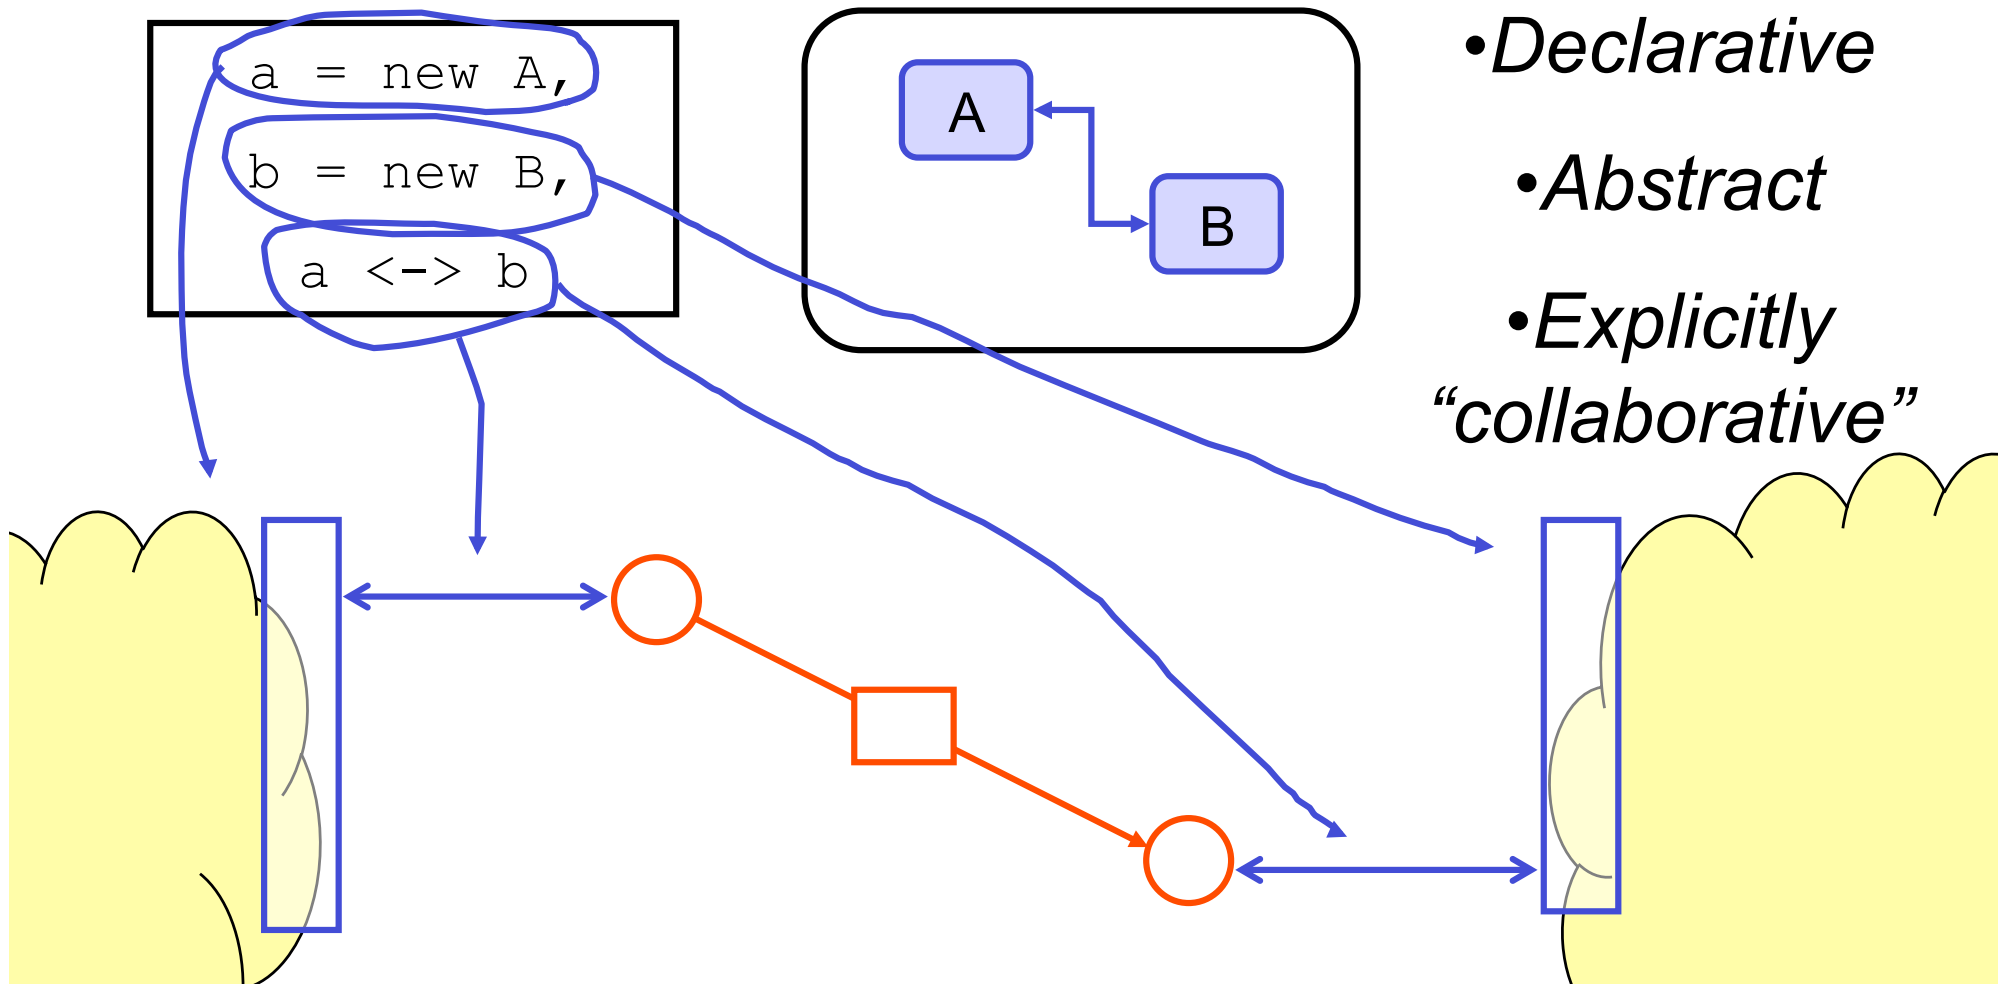 a = new A,
b = new B,
a <-> b
A
B
•Declarative
•Abstract
•Explicitly
“collaborative”